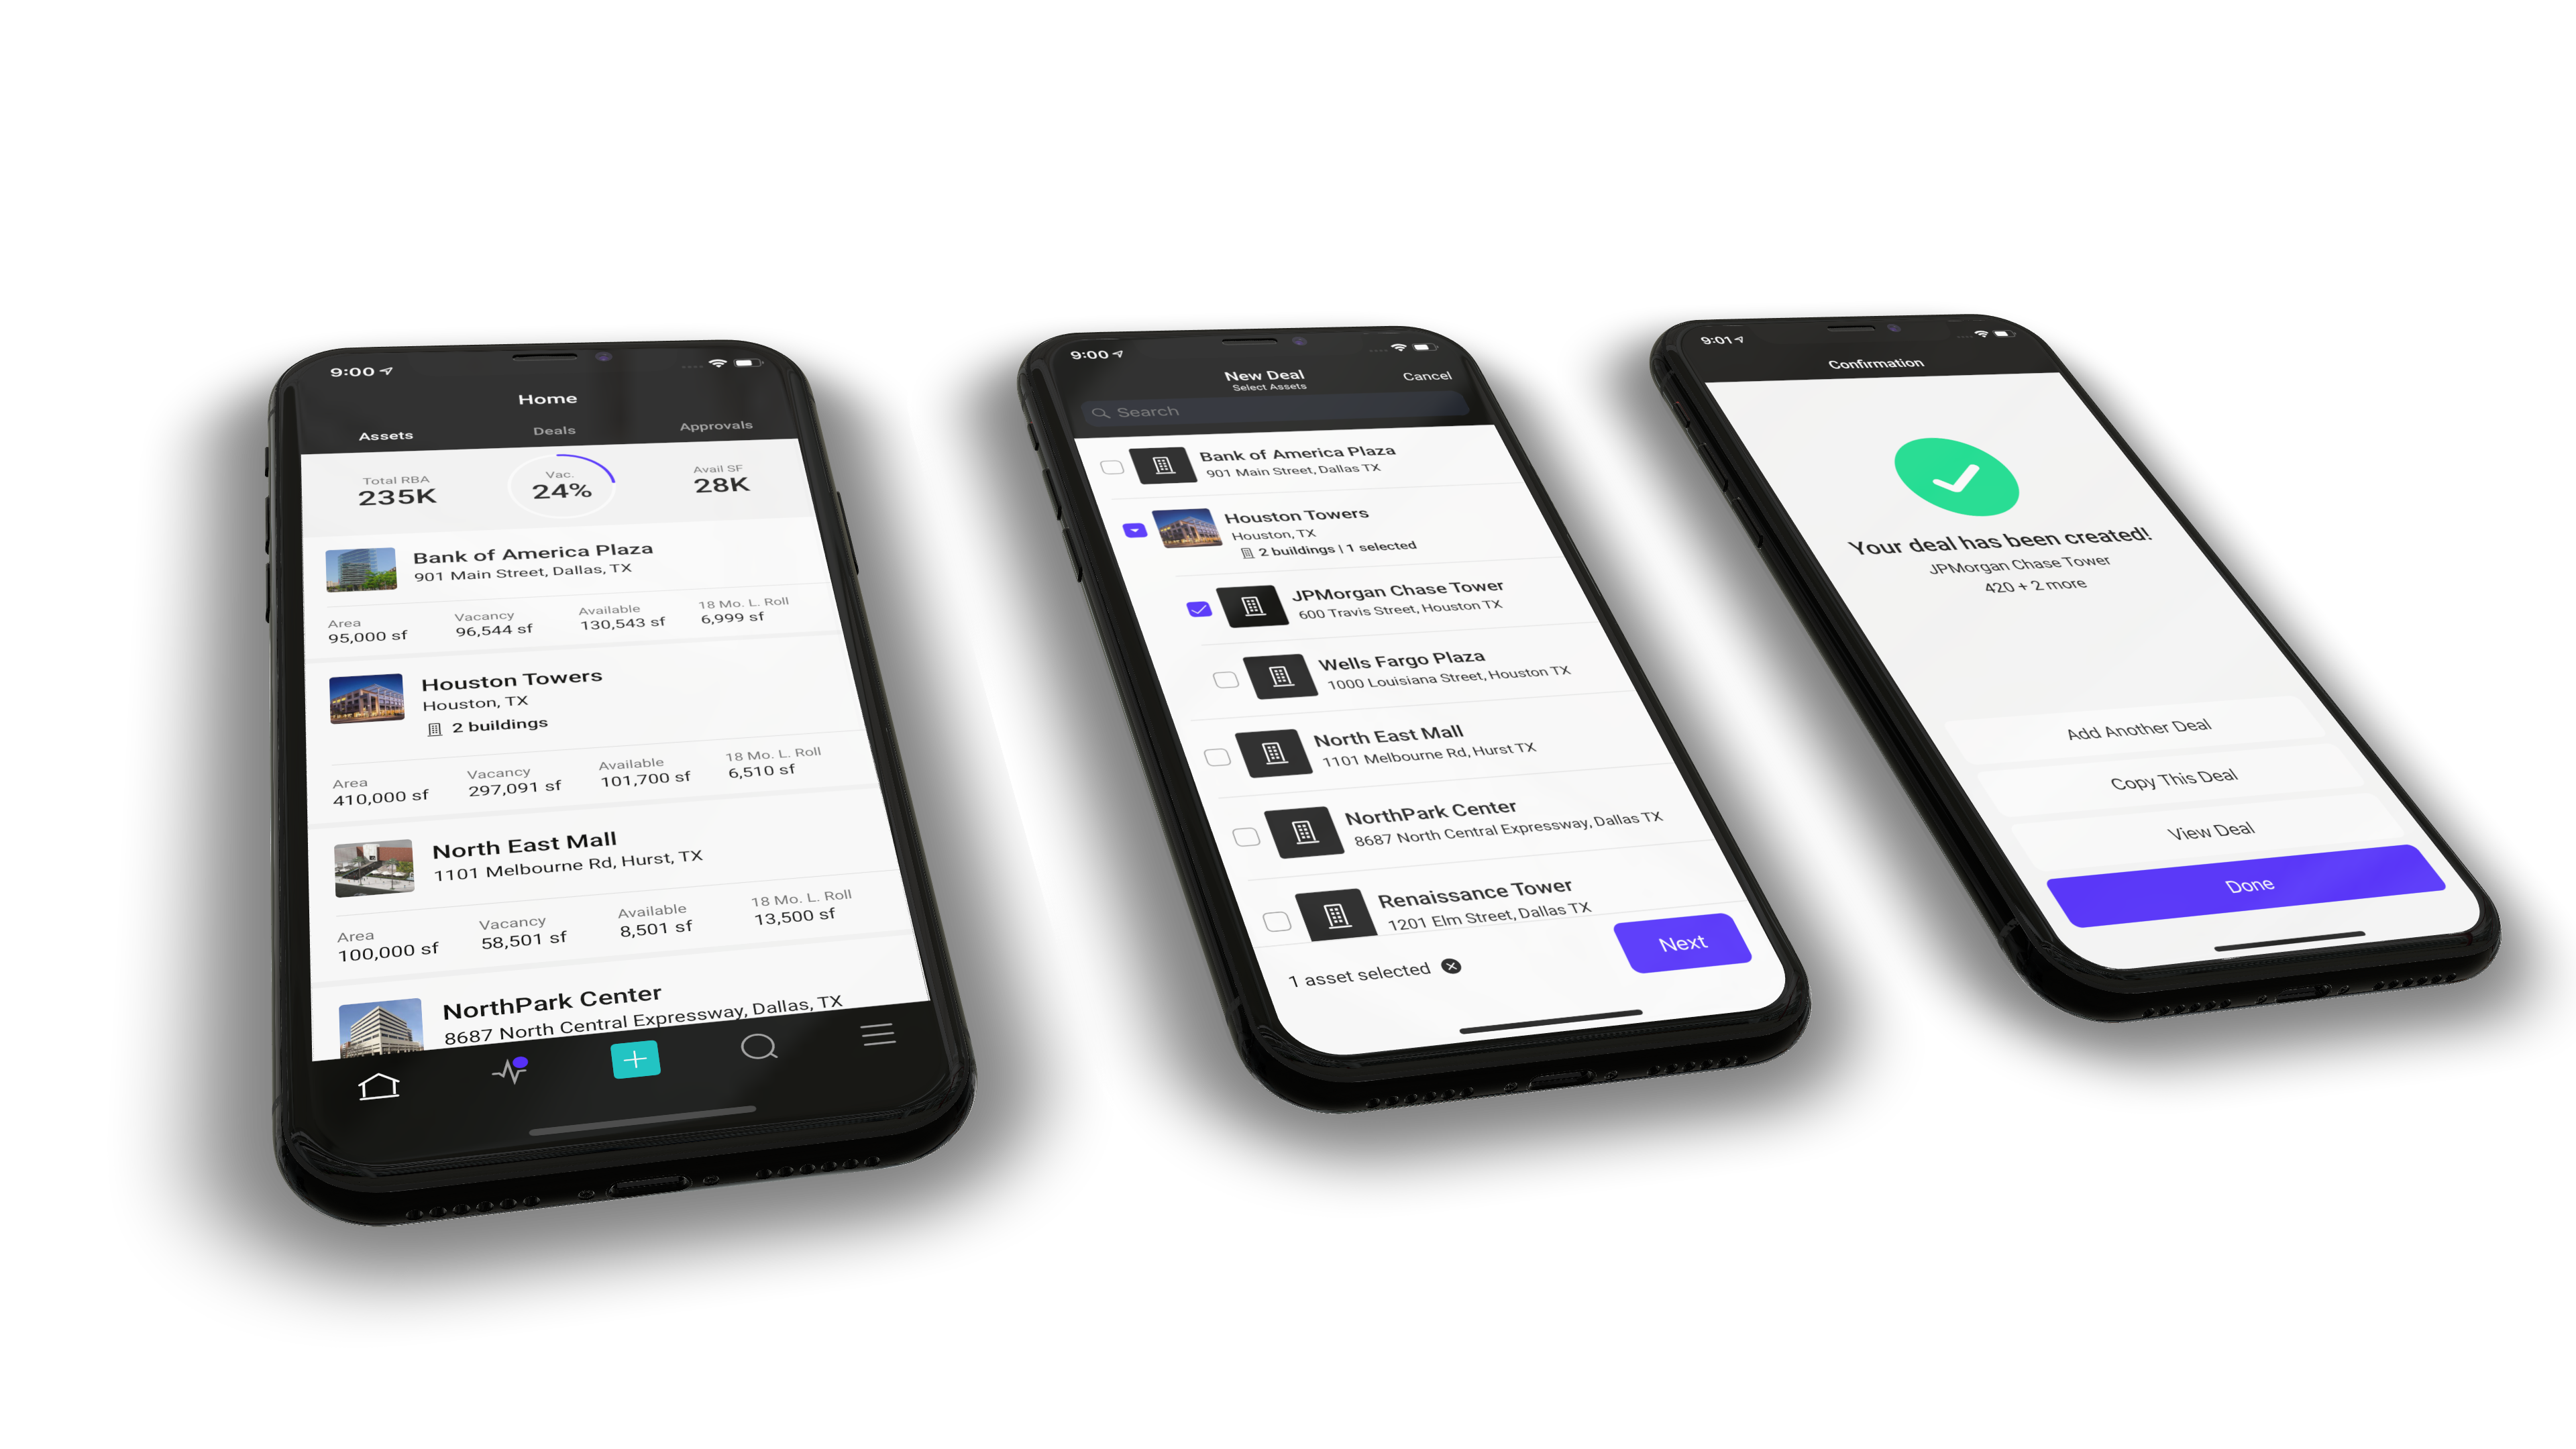 9:00
Home
Assets Deals Approvals
Total RBA Vac. Avail SF
235K 24% 28K
Bank of America Plaza
901 Main Street, Dallas, TX
Area Vacancy Available 18 Mo. L. Roll
95,000 sf 96,544 sf 130,543 sf 6,999 sf
Houston Towers
Houston, TX
2 buildings
Area Vacancy Available 18 Mo. L. Roll
410,000 sf 297,091 sf 101,700 sf 6,510 sf
North East Mall
1101 Melbourne Rd, Hurst, TX
Area Vacancy Available 18 Mo. L. Roll
100,000 sf 58,501 sf 8,501 sf 13,500 sf
NorthPark Center
8687 North Central Expressway, Dallas, TX
9:00
New Deal
Select Assets
Cancel
Search
Bank of America Plaza
901 Main Street, Dallas TX
Houston Towers
Houston, TX
2 buildings | 1 selected
JPMorgan Chase Tower
600 Travis Street, Houston TX
Wells Fargo Plaza
1000 Louisiana Street, Houston TX
North East Mall
1101 Melbourne Rd, Hurst TX
NorthPark Center
8687 North Central Expressway, Dallas TX
Renaissance Tower
1201 Elm Street, Dallas TX
1 asset selected
Next
9:01
Confirmation
Your deal has been created!
JPMorgan Chase Tower
420 + 2 more
Add Another Deal
Copy This Deal
View Deal
Done